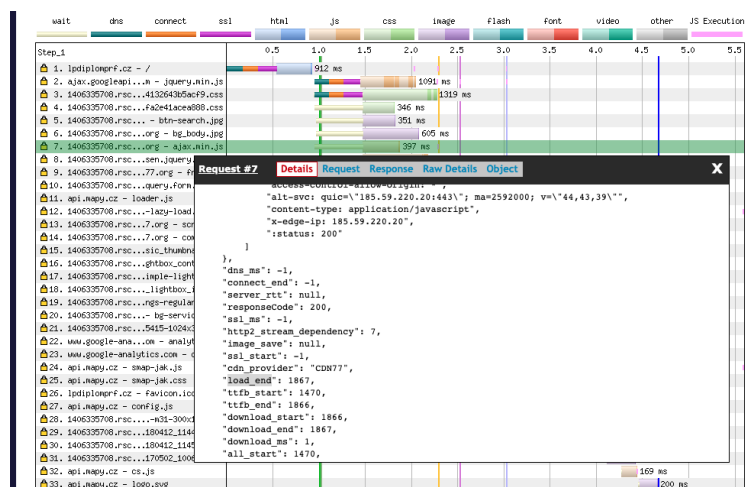 wait dns connect ssl html js css image flash font video other JS Execution
Step_1 0.5 1.0 1.5 2.0 2.5 3.0 3.5 4.0 4.5 5.0 5.5
1. lpdiplomprf.cz - / 912 ms
2. ajax.googleapi...m - jquery.min.js 1091 ms
3. 1406335708.rsc...4132643b5acf9.css 1319 ms
4. 1406335708.rsc...fa2e41acea888.css 346 ms
5. 1406335708.rsc... - btn-search.jpg 351 ms
6. 1406335708.rsc...org - bg_body.jpg 605 ms
7. 1406335708.rsc...org - ajax.min.js 397 ms
8. 1406335708.rsc...sen.jquery.
9. 1406335708.rsc...77.org - fr
10. 1406335708.rsc...query.form.
11. api.mapy.cz - loader.js
12. 1406335708.rsc...-lazy-load.
13. 1406335708.rsc...7.org - scr
14. 1406335708.rsc...7.org - com
15. 1406335708.rsc...sic_thumbna
16. 1406335708.rsc...ghtbox_cont
17. 1406335708.rsc...imple-light
18. 1406335708.rsc..._lightbox_i
19. 1406335708.rsc...ngs-regular
20. 1406335708.rsc...- bg-servic
21. 1406335708.rsc...5415-1024x3
22. www.google-ana...om - analyt
23. www.google-analytics.com - c
24. api.mapy.cz - smap-jak.js
25. api.mapy.cz - smap-jak.css
26. lpdiplomprf.cz - favicon.ico
27. api.mapy.cz - config.js
28. 1406335708.rsc....-m31-300x1
29. 1406335708.rsc...180412_1144
30. 1406335708.rsc...180412_1145
31. 1406335708.rsc...170502_1006
32. api.mapy.cz - cs.js 169 ms
33. api.mapy.cz - logo.svg 200 ms
Request #7 Details Request Response Raw Details Object X
"access-control-allow-origin: *",
"alt-svc: quic=\"185.59.220.20:443\"; ma=2592000; v=\"44,43,39\"",
"content-type: application/javascript",
"x-edge-ip: 185.59.220.20",
":status: 200"
]
},
"dns_ms": -1,
"connect_end": -1,
"server_rtt": null,
"responseCode": 200,
"ssl_ms": -1,
"http2_stream_dependency": 7,
"image_save": null,
"ssl_start": -1,
"cdn_provider": "CDN77",
"load_end": 1867,
"ttfb_start": 1470,
"ttfb_end": 1866,
"download_start": 1866,
"download_end": 1867,
"download_ms": 1,
"all_start": 1470,